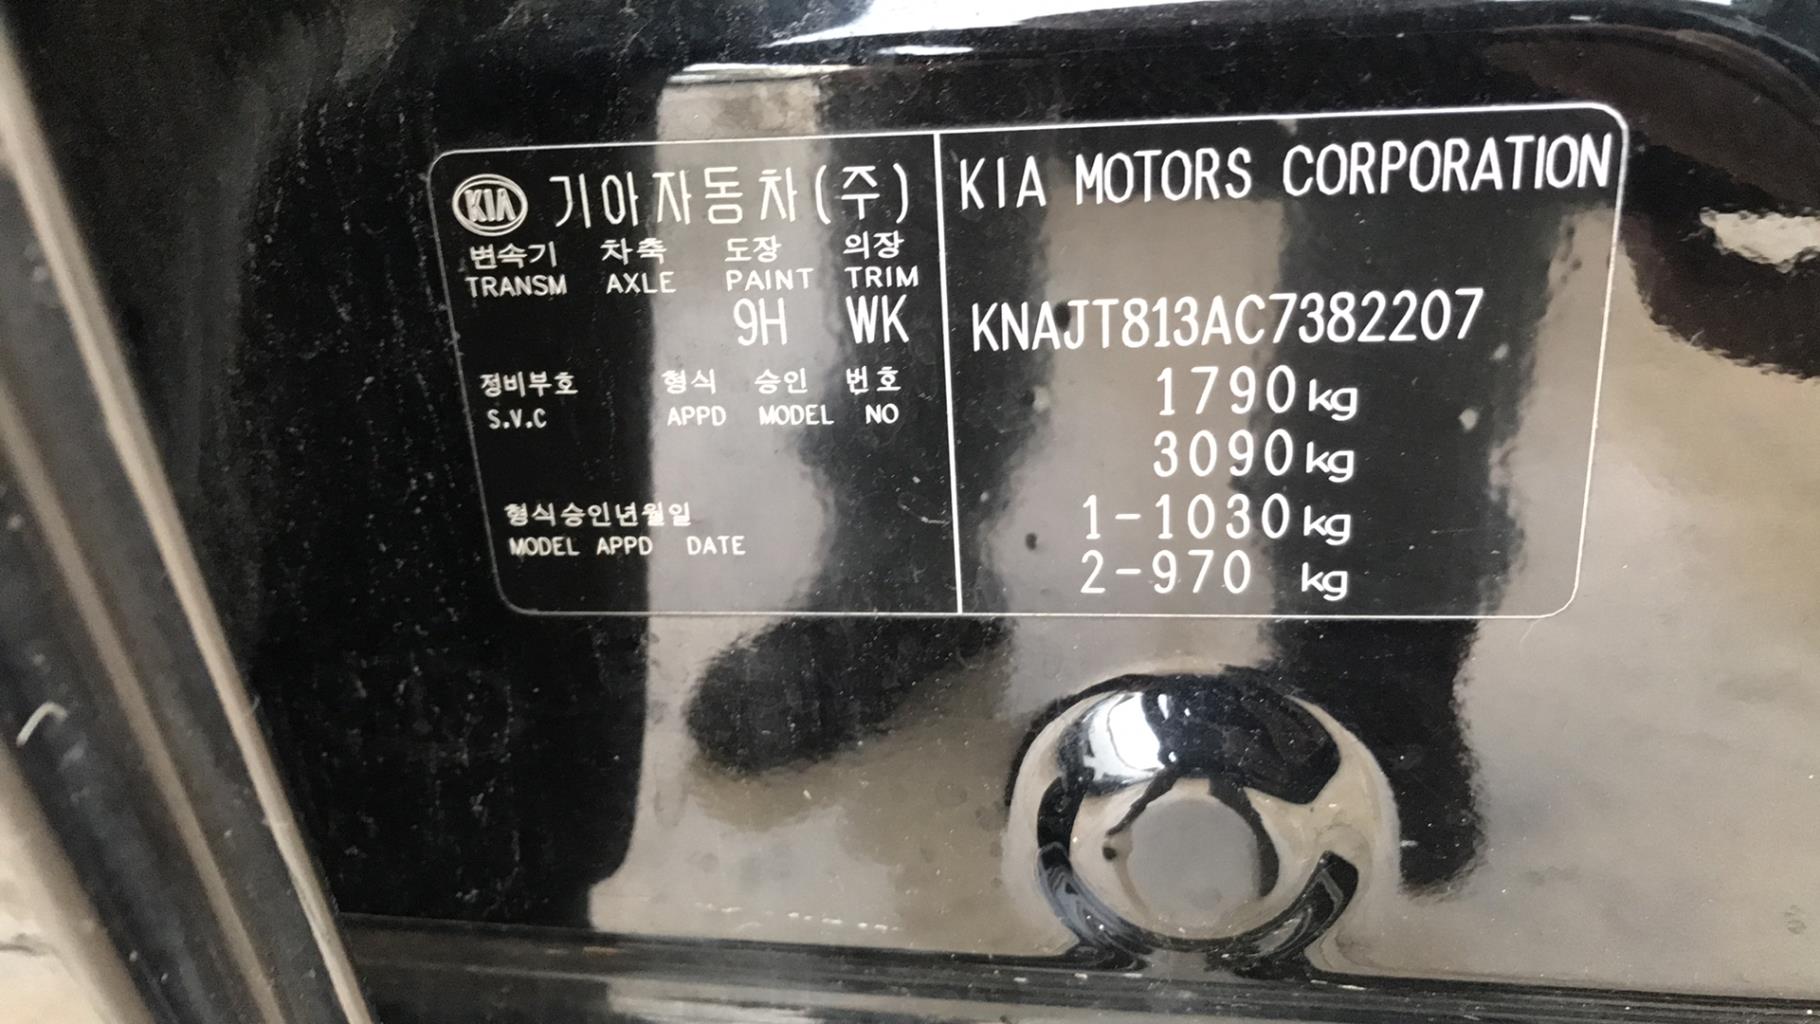 KIA 기아자동차(주)
변속기 차축 도장 의장
TRANSM AXLE PAINT TRIM
9H WK
정비부호 형식 승인 번호
S.V.C APPD MODEL NO
형식승인년월일
MODEL APPD DATE
KIA MOTORS CORPORATION
KNAJT813AC7382207
1790kg
3090kg
1-1030kg
2-970 kg